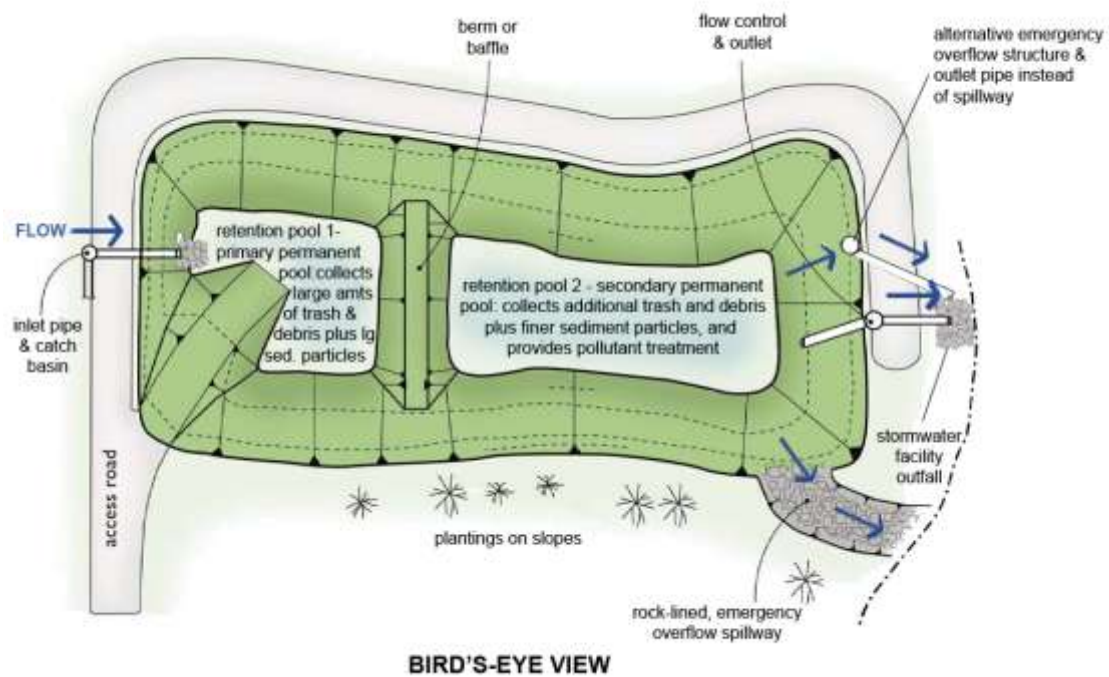 berm or
baffle
flow control
& outlet
alternative emergency
overflow structure &
outlet pipe instead
of spillway
FLOW
inlet pipe
& catch
basin
retention pool 1-
primary permanent
pool collects
large amts
of trash &
debris plus lg
sed. particles
retention pool 2 - secondary permanent
pool: collects additional trash and debris
plus finer sediment particles, and
provides pollutant treatment
stormwater
facility
outfall
access road
plantings on slopes
rock-lined, emergency
overflow spillway
BIRD'S-EYE VIEW